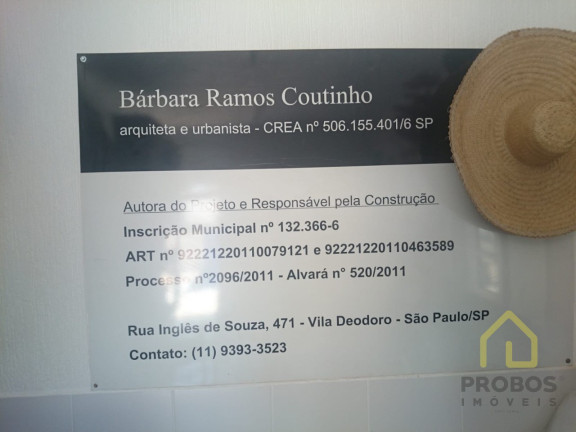 Bárbara Ramos Coutinho
arquiteta e urbanista - CREA nº 506.155.401/6 SP
Autora do Projeto e Responsável pela Construção
Inscrição Municipal nº 132.366-6
ART nº 92221220110079121 e 92221220110463589
Processo nº2096/2011 - Alvará n° 520/2011
Rua Inglês de Souza, 471 - Vila Deodoro - São Paulo/SP
Contato: (11) 9393-3523
PROBOS
IMÓVEIS